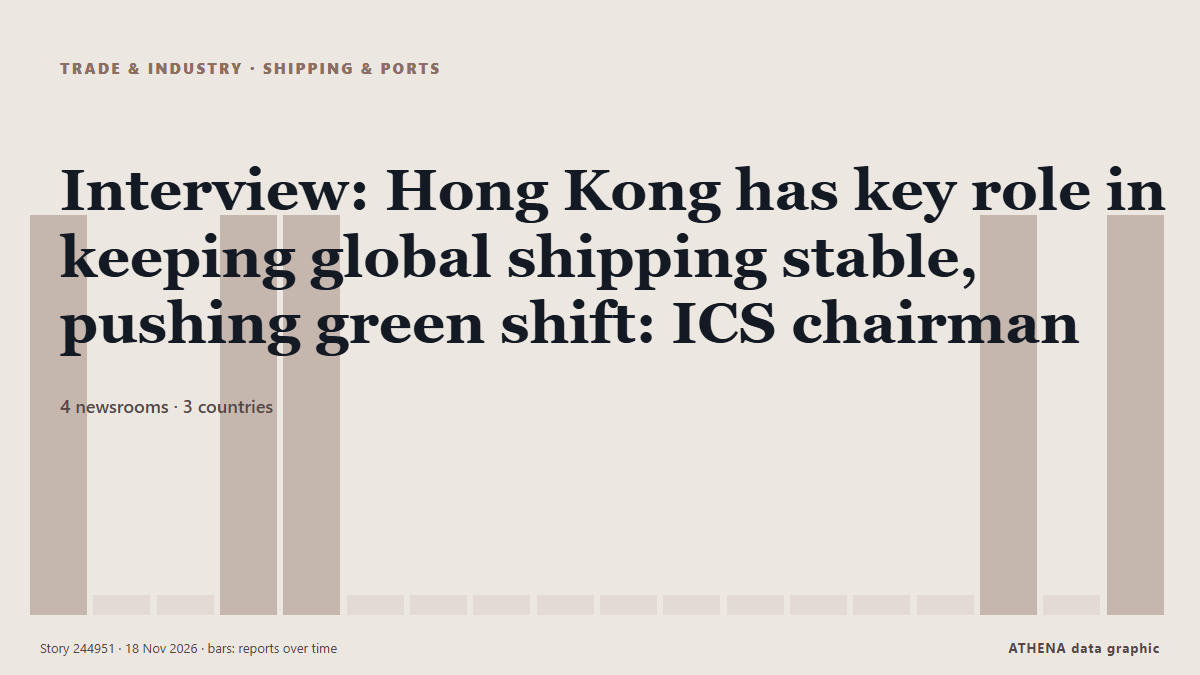 TRADE & INDUSTRY · SHIPPING & PORTS
Interview: Hong Kong has key role in
keeping global shipping stable,
pushing green shift: ICS chairman
4 newsrooms · 3 countries
Story 244951 · 18 Nov 2026 · bars: reports over time
ATHENA data graphic